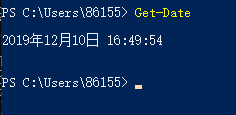 PS C:\Users\86155> Get-Date
2019年12月10日 16:49:54
PS C:\Users\86155>